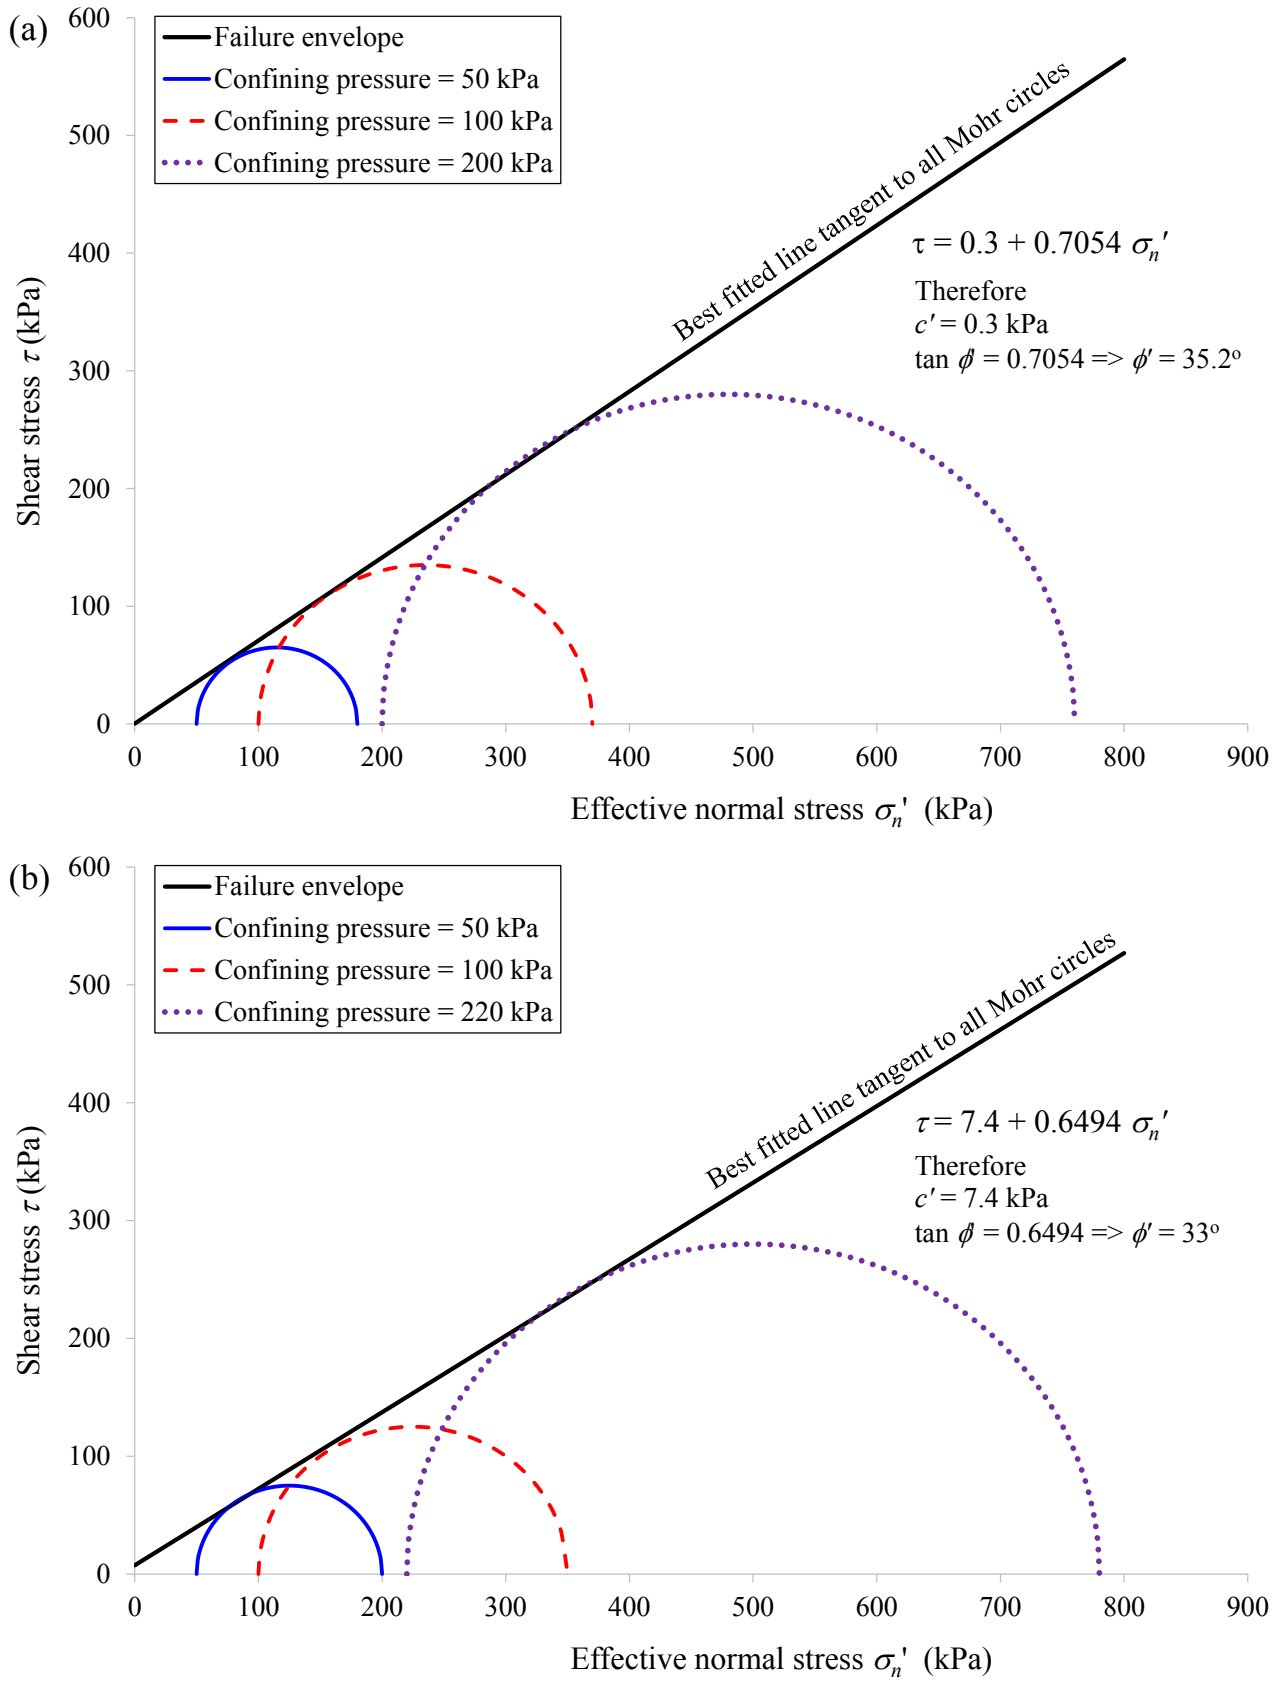 (a)
600
500
400
300
200
100
0
Shear stress τ (kPa)
Failure envelope
Confining pressure = 50 kPa
Confining pressure = 100 kPa
Confining pressure = 200 kPa
Best fitted line tangent to all Mohr circles
τ = 0.3 + 0.7054 σn′
Therefore
c′ = 0.3 kPa
tan ϕ′ = 0.7054 => ϕ′ = 35.2º
0 100 200 300 400 500 600 700 800 900
Effective normal stress σn' (kPa)
(b)
600
500
400
300
200
100
0
Shear stress τ (kPa)
Failure envelope
Confining pressure = 50 kPa
Confining pressure = 100 kPa
Confining pressure = 220 kPa
Best fitted line tangent to all Mohr circles
τ = 7.4 + 0.6494 σn′
Therefore
c′ = 7.4 kPa
tan ϕ′ = 0.6494 => ϕ′ = 33º
0 100 200 300 400 500 600 700 800 900
Effective normal stress σn' (kPa)